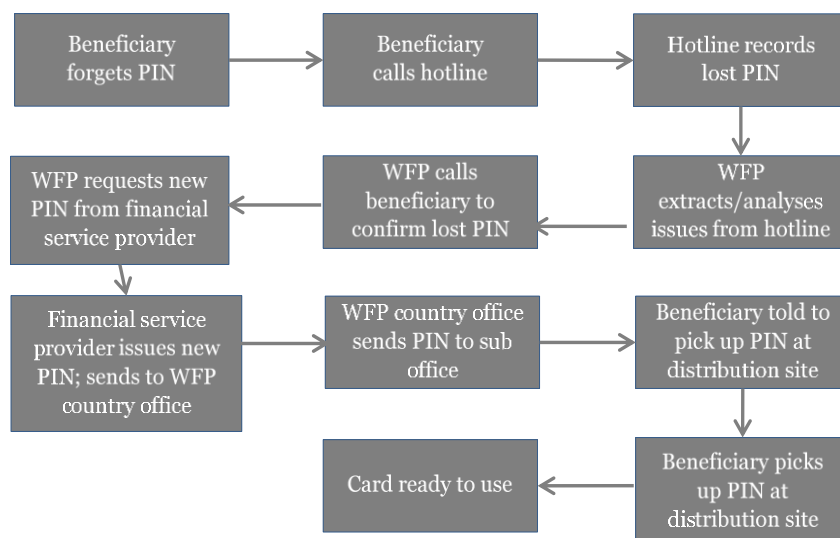 Beneficiary
forgets PIN
Beneficiary
calls hotline
Hotline records
lost PIN
WFP
extracts/analyses
issues from hotline
WFP calls
beneficiary to
confirm lost PIN
WFP requests new
PIN from financial
service provider
Financial service
provider issues new
PIN; sends to WFP
country office
WFP country office
sends PIN to sub
office
Beneficiary told to
pick up PIN at
distribution site
Beneficiary picks
up PIN at
distribution site
Card ready to use